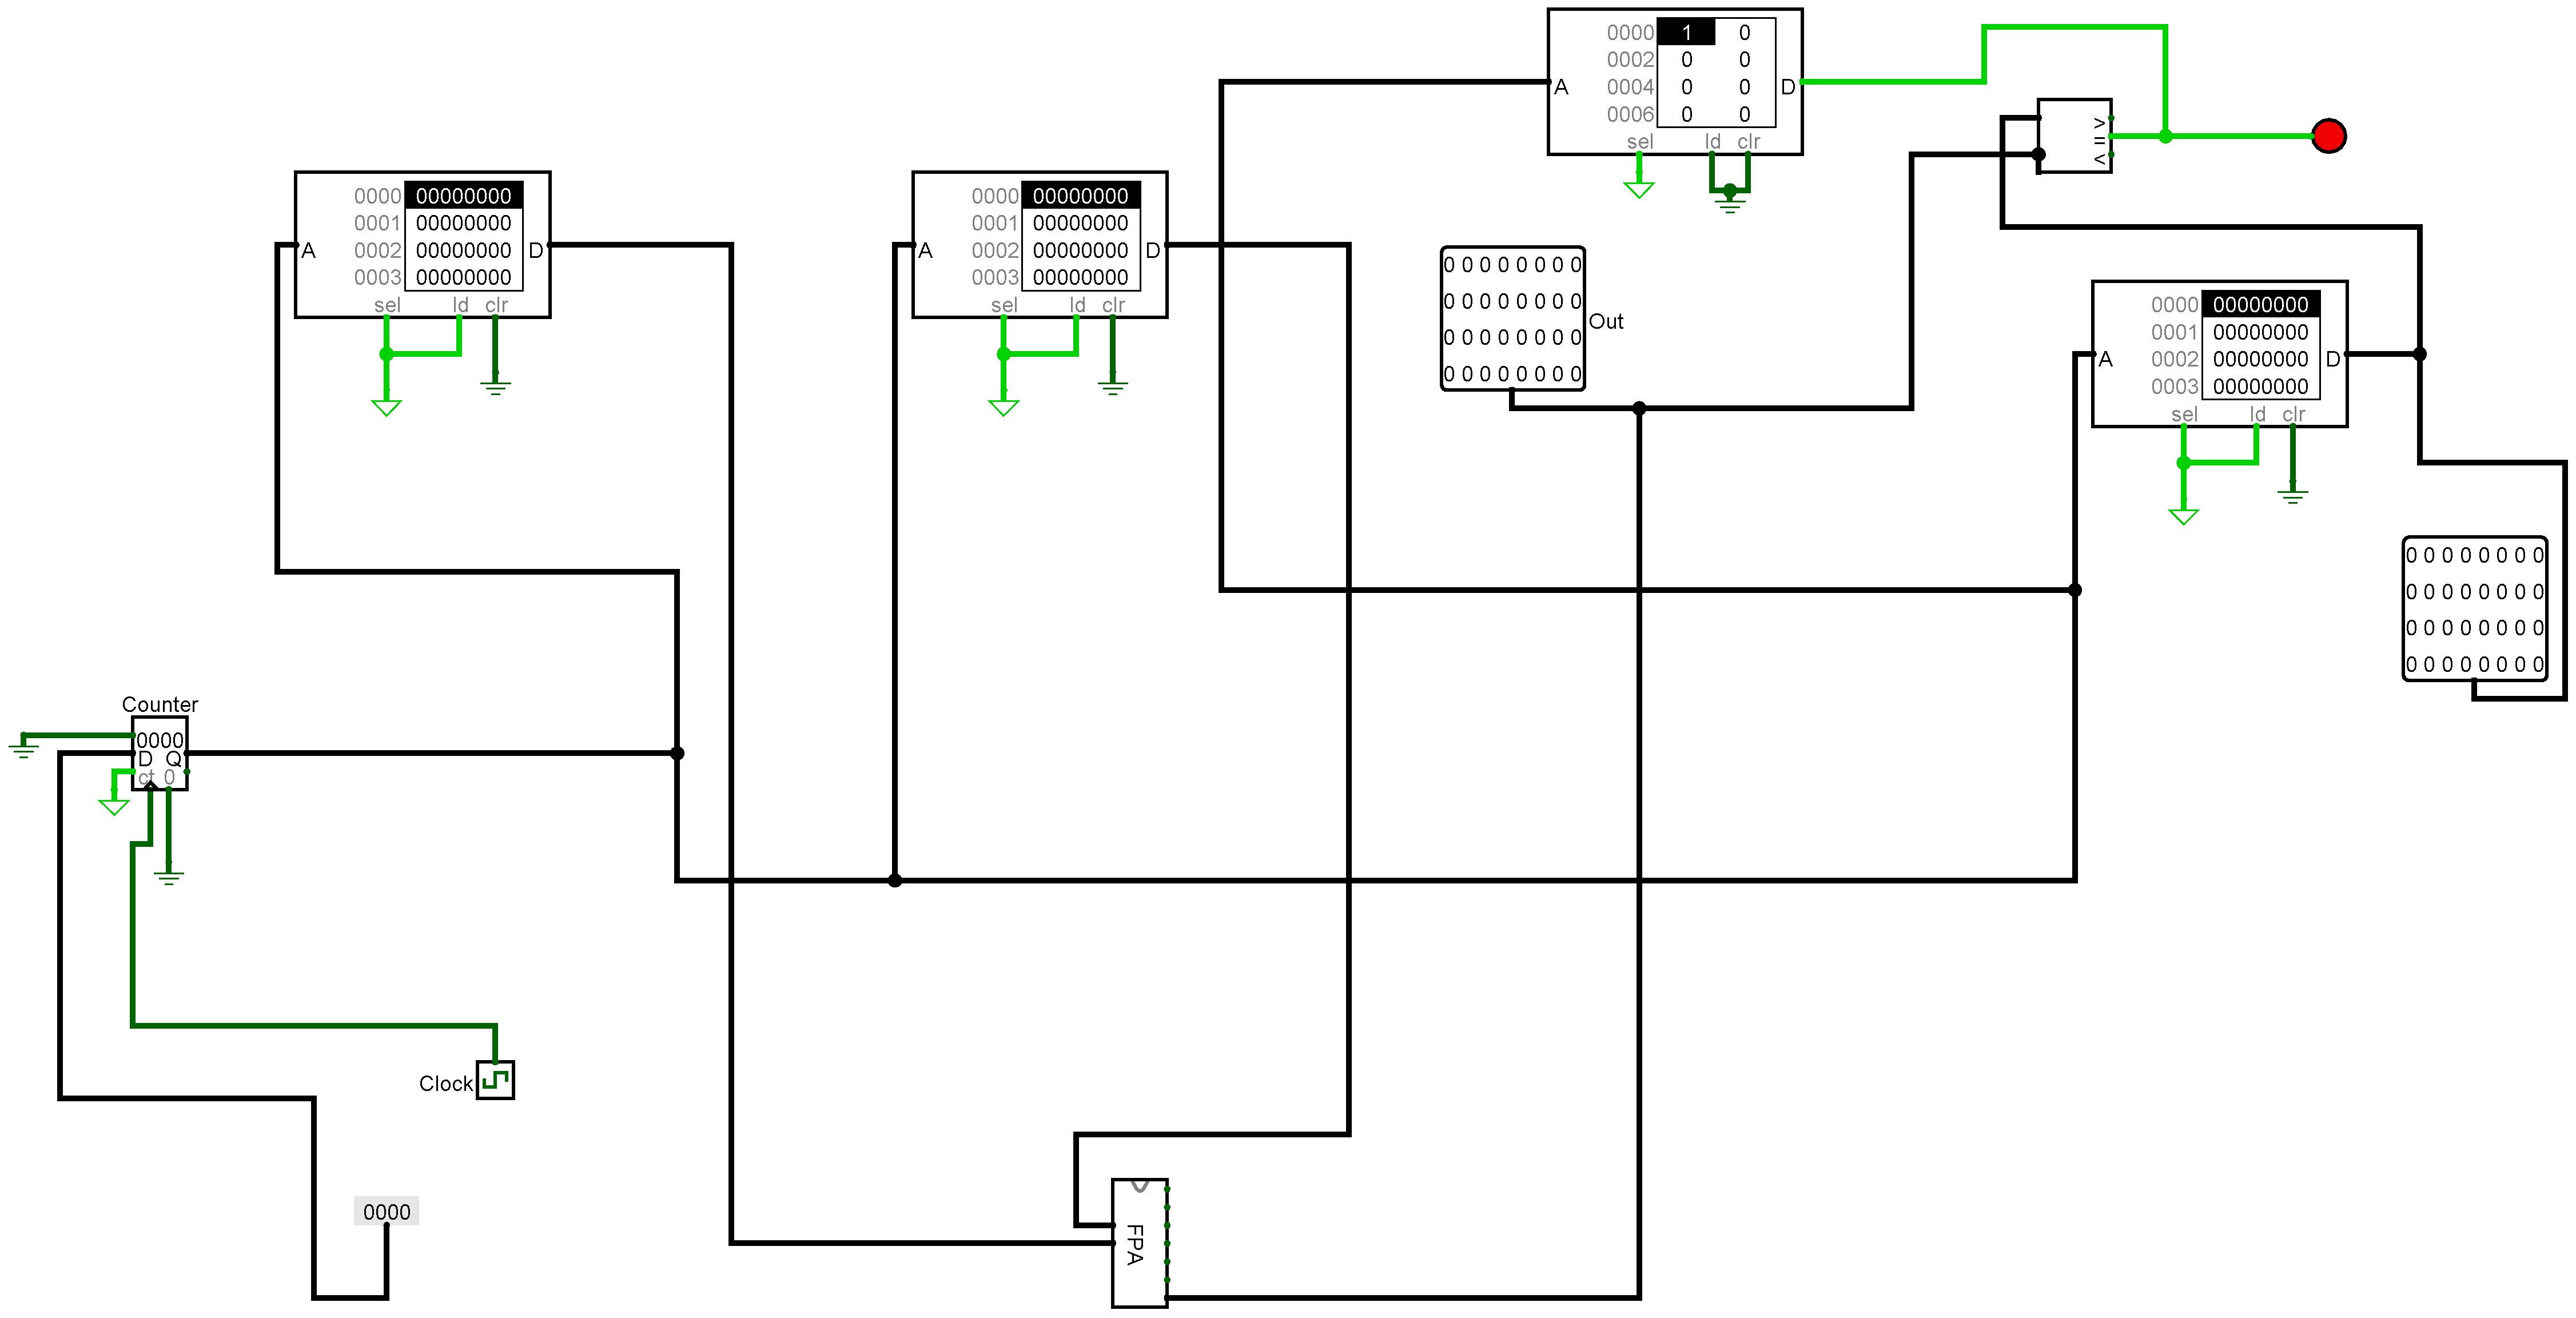 0000 1 0
0002 0 0
A 0004 0 0 D
0006 0 0
sel ld clr
> = <
0000 00000000
0001 00000000
A 0002 00000000 D
0003 00000000
sel ld clr
0000 00000000
0001 00000000
A 0002 00000000 D
0003 00000000
sel ld clr
0 0 0 0 0 0 0 0
0 0 0 0 0 0 0 0
0 0 0 0 0 0 0 0
0 0 0 0 0 0 0 0
Out
0000 00000000
0001 00000000
A 0002 00000000 D
0003 00000000
sel ld clr
0 0 0 0 0 0 0 0
0 0 0 0 0 0 0 0
0 0 0 0 0 0 0 0
0 0 0 0 0 0 0 0
Counter
0000
D Q
ct 0
Clock
0000
FPA